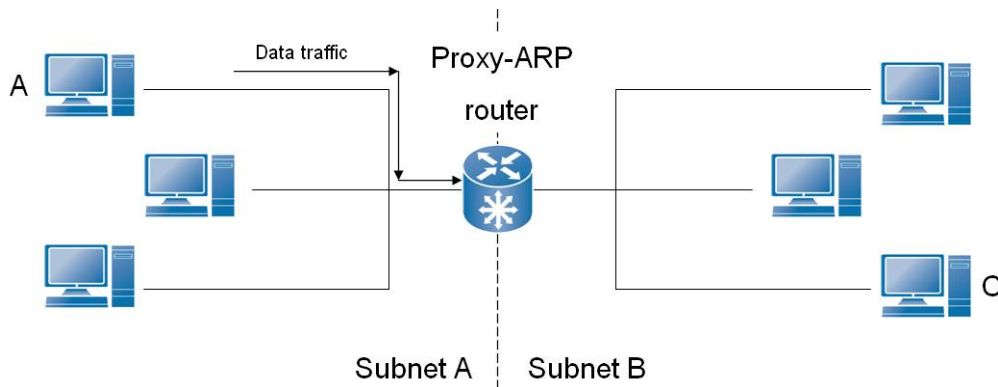 Data traffic
Proxy-ARP
A
router
C
Subnet A
Subnet B